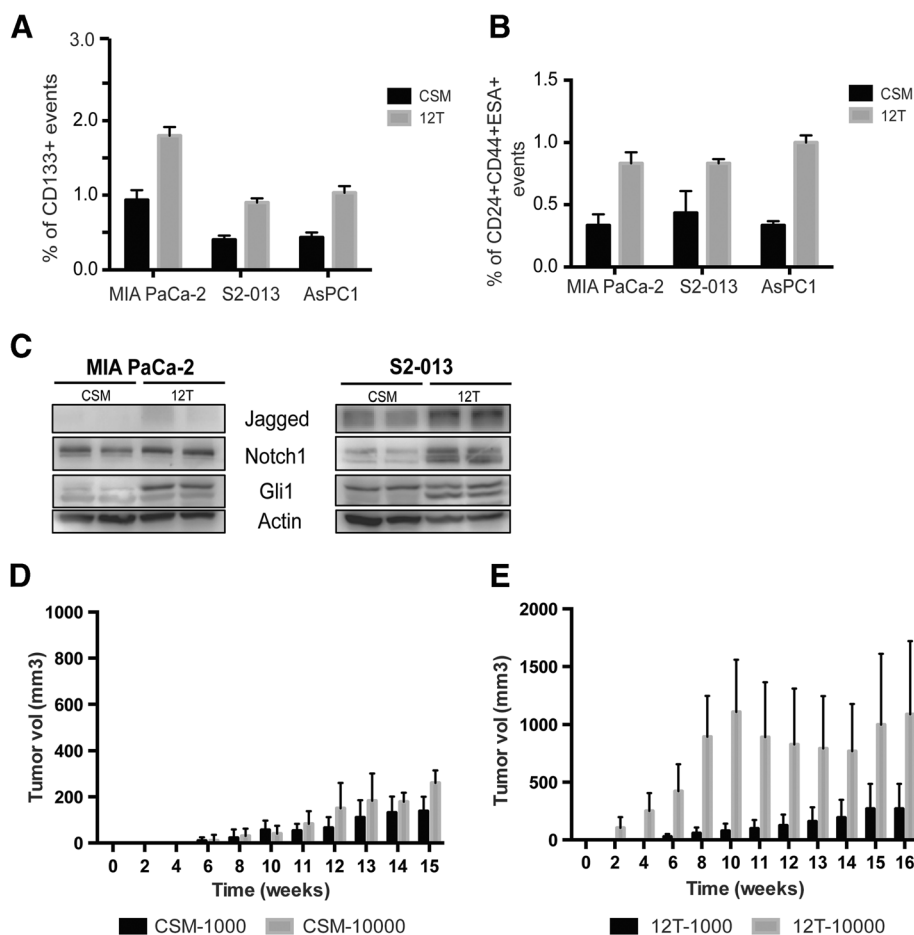 A
% of CD133+ events
3.0
2.0
1.0
0.0
MIA PaCa-2 S2-013 AsPC1
CSM
12T
B
% of CD24+CD44+ESA+
events
1.5
1.0
0.5
0.0
MIA PaCa-2 S2-013 AsPC1
CSM
12T
C
MIA PaCa-2
CSM 12T
S2-013
CSM 12T
Jagged
Notch1
Gli1
Actin
D
Tumor vol (mm3)
1000
800
600
400
200
0
0 2 4 6 8 10 11 12 13 14 15
Time (weeks)
CSM-1000 CSM-10000
E
Tumor vol (mm3)
2000
1500
1000
500
0
0 2 4 6 8 10 11 12 13 14 15 16
Time (weeks)
12T-1000 12T-10000